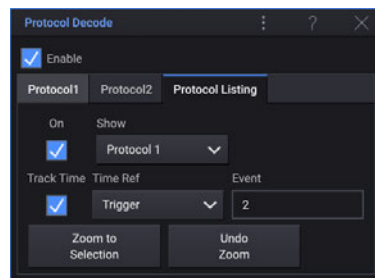 Protocol Decode ?
Enable
Protocol1 Protocol2 Protocol Listing
On Show
Protocol 1
Track Time Time Ref Event
Trigger 2
Zoom to Selection
Undo Zoom